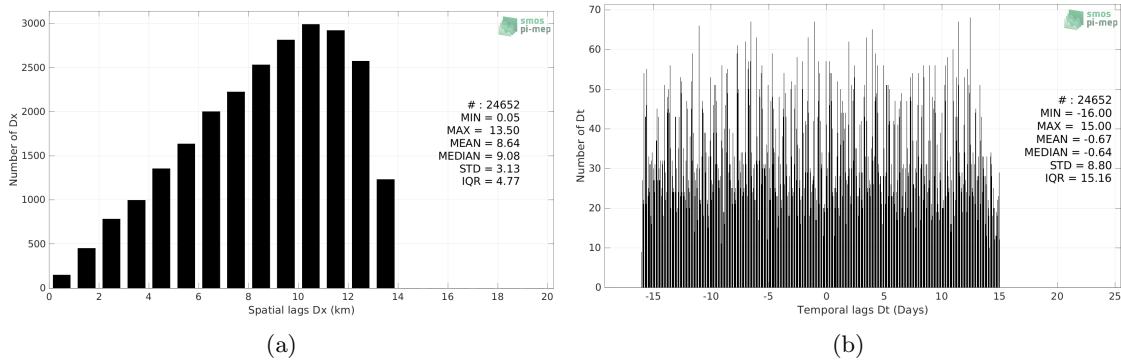 smos
pi-mep
3000
2500
2000
1500
1000
500
0
Number of Dx
# : 24652
MIN = 0.05
MAX = 13.50
MEAN = 8.64
MEDIAN = 9.08
STD = 3.13
IQR = 4.77
0 2 4 6 8 10 12 14 16 18 20
Spatial lags Dx (km)
(a)
smos
pi-mep
70
60
50
40
30
20
10
0
Number of Dt
# : 24652
MIN = -16.00
MAX = 15.00
MEAN = -0.67
MEDIAN = -0.64
STD = 8.80
IQR = 15.16
-15 -10 -5 0 5 10 15 20 25
Temporal lags Dt (Days)
(b)